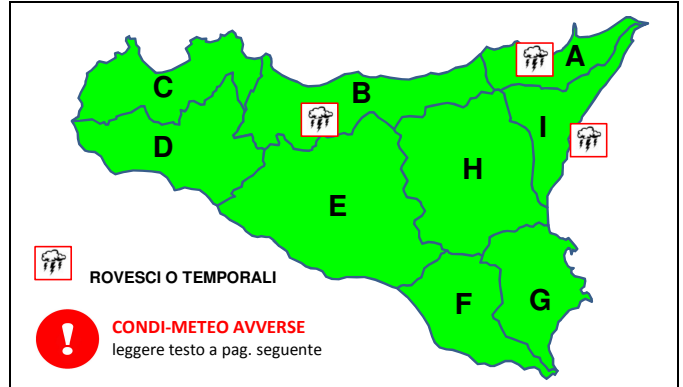 A
C
B
I
D
H
E
F
G
ROVESCI O TEMPORALI
! CONDI-METEO AVVERSE
leggere testo a pag. seguente